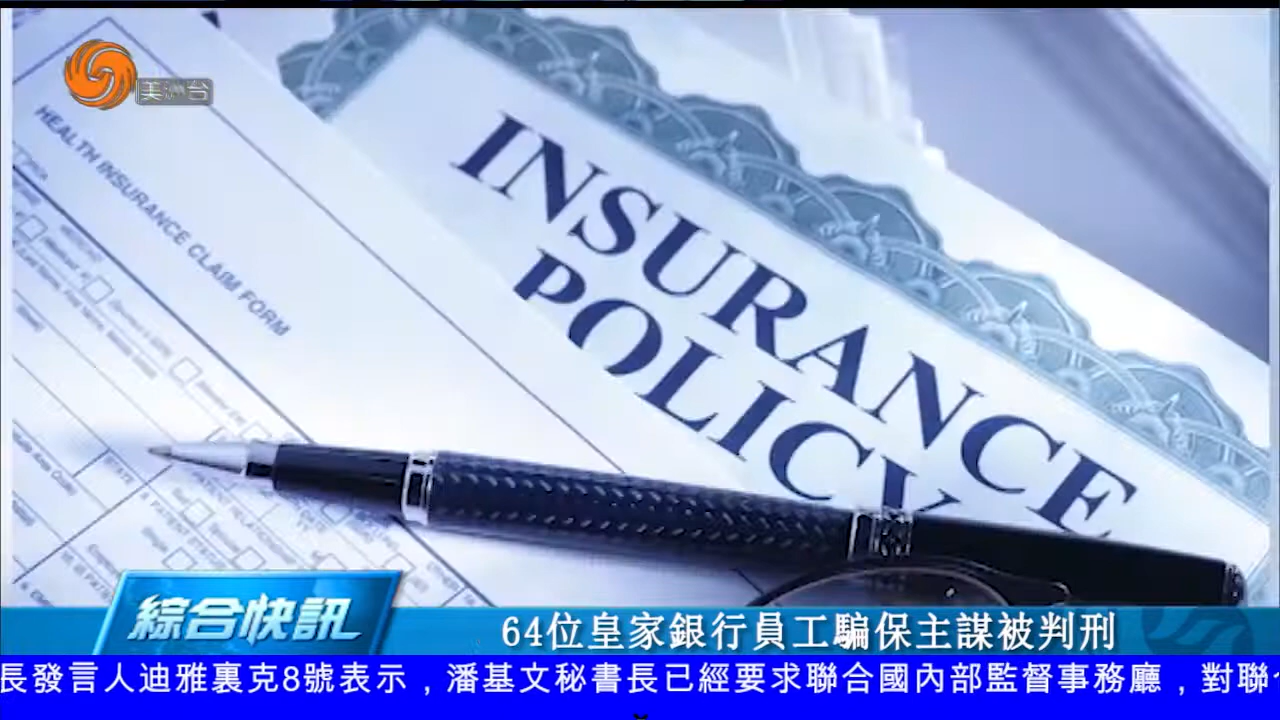 美洲台
INSURANCE
POLICY
HEALTH INSURANCE CLAIM FORM
綜合快訊
64位皇家銀行員工騙保主謀被判刑
長發言人迪雅裏克8號表示，潘基文秘書長已經要求聯合國內部監督事務廳，對聯